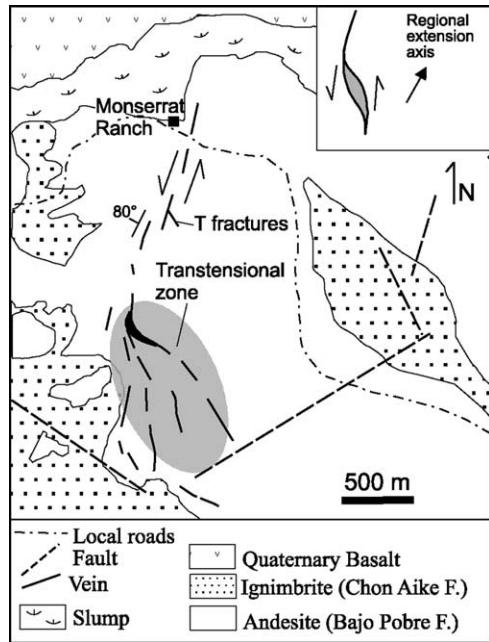 Regional
extension
axis
Monserrat
Ranch
N
80°
T fractures
Transtensional
zone
500 m
Local roads
Fault
Vein
Slump
Quaternary Basalt
Ignimbrite (Chon Aike F.)
Andesite (Bajo Pobre F.)